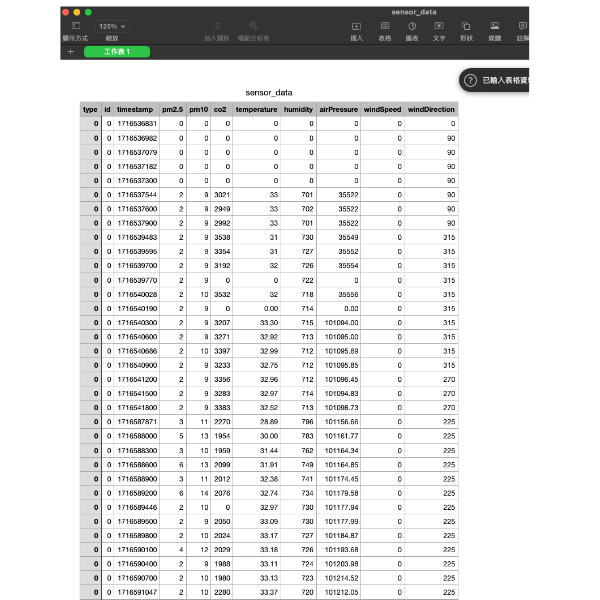 sensor_data
125%
顯示方式 縮放 加入類別 樞紐分析表 插入 表格 圖表 文字 形狀 媒體 註解
+ 工作表 1
? 已輸入表格資
sensor_data
type id timestamp pm2.5 pm10 co2 temperature humidity airPressure windSpeed windDirection
0 0 1716536831 0 0 0 0 0 0 0 0
0 0 1716536982 0 0 0 0 0 0 0 90
0 0 1716537079 0 0 0 0 0 0 0 90
0 0 1716537182 0 0 0 0 0 0 0 90
0 0 1716537300 0 0 0 0 0 0 0 90
0 0 1716537544 2 9 3021 33 701 35522 0 90
0 0 1716537600 2 9 2949 33 702 35522 0 90
0 0 1716537900 2 9 2992 33 701 35522 0 90
0 0 1716539483 2 9 3538 31 730 35549 0 315
0 0 1716539595 2 9 3354 31 727 35552 0 315
0 0 1716539700 2 9 3192 32 726 35554 0 315
0 0 1716539770 2 9 0 0 722 0 0 315
0 0 1716540028 2 10 3532 32 718 35556 0 315
0 0 1716540190 2 9 0 0.00 714 0.00 0 315
0 0 1716540300 2 9 3207 33.30 715 101094.00 0 315
0 0 1716540600 2 9 3271 32.92 713 101095.00 0 315
0 0 1716540686 2 10 3397 32.99 712 101095.69 0 315
0 0 1716540900 2 9 3233 32.75 712 101095.85 0 315
0 0 1716541200 2 9 3356 32.96 712 101096.45 0 270
0 0 1716541500 2 9 3283 32.97 714 101094.83 0 270
0 0 1716541800 2 9 3383 32.52 713 101098.73 0 270
0 0 1716587871 3 11 2270 28.89 796 101156.66 0 225
0 0 1716588000 5 13 1954 30.00 783 101161.77 0 225
0 0 1716588300 3 10 1959 31.44 762 101164.34 0 225
0 0 1716588600 6 13 2099 31.91 749 101164.85 0 225
0 0 1716588900 3 11 2012 32.38 741 101174.45 0 225
0 0 1716589200 6 14 2076 32.74 734 101179.58 0 225
0 0 1716589446 2 10 0 32.97 730 101177.94 0 225
0 0 1716589500 2 9 2050 33.09 730 101177.99 0 225
0 0 1716589800 2 10 2024 33.17 727 101184.87 0 225
0 0 1716590100 4 12 2029 33.18 726 101193.68 0 225
0 0 1716590400 2 9 1988 33.11 724 101203.98 0 225
0 0 1716590700 2 10 1980 33.13 723 101214.52 0 225
0 0 1716591047 2 10 2280 33.37 720 101212.05 0 225